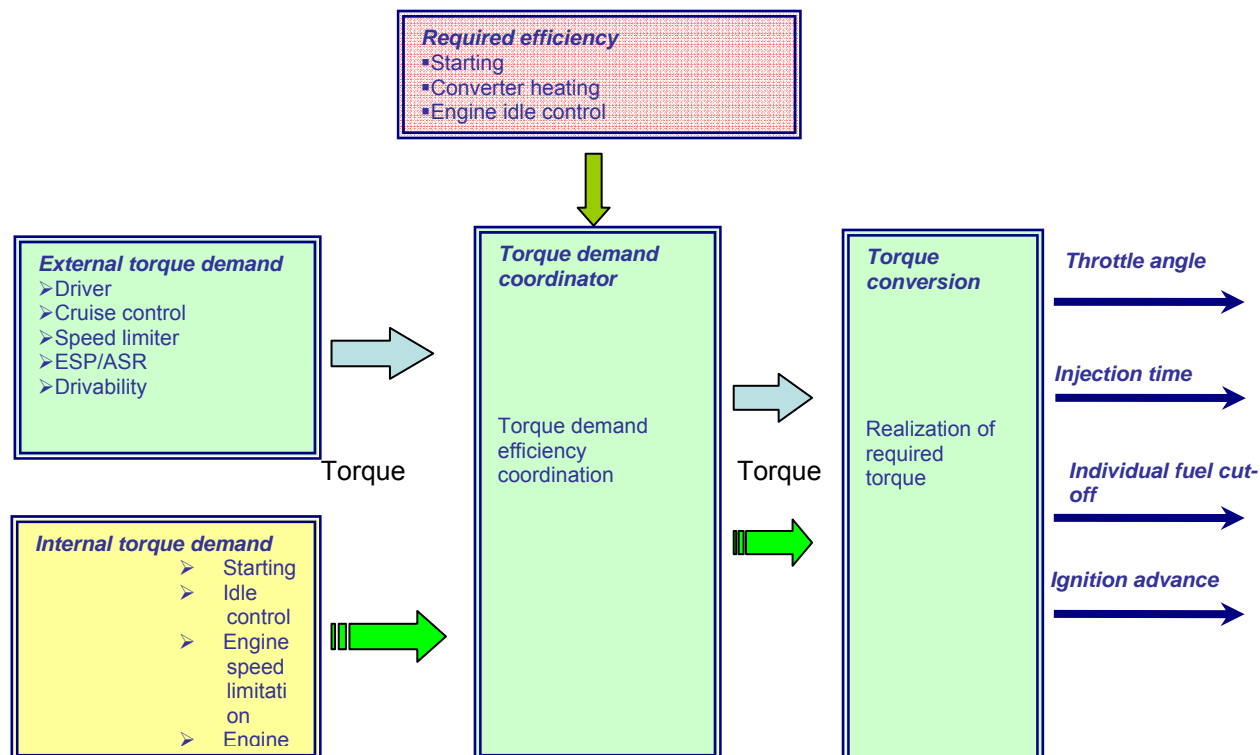 Required efficiency
▪Starting
▪Converter heating
▪Engine idle control
External torque demand
➢Driver
➢Cruise control
➢Speed limiter
➢ESP/ASR
➢Drivability
Torque
Internal torque demand
➢ Starting
➢ Idle
control
➢ Engine
speed
limitati
on
➢ Engine
Torque demand
coordinator
Torque demand
efficiency
coordination
Torque
Torque
conversion
Realization of
required
torque
Throttle angle
Injection time
Individual fuel cut-
off
Ignition advance